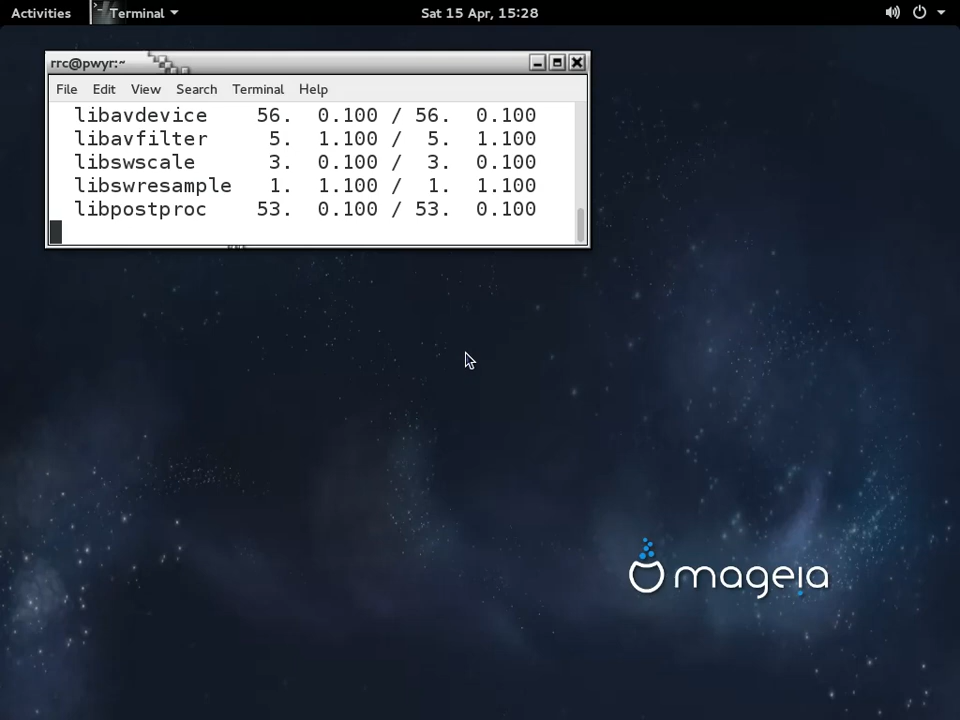 Activities Terminal Sat 15 Apr, 15:28
rrc@pwyr:~
File Edit View Search Terminal Help
libavdevice 56. 0.100 / 56. 0.100
libavfilter 5. 1.100 / 5. 1.100
libswscale 3. 0.100 / 3. 0.100
libswresample 1. 1.100 / 1. 1.100
libpostproc 53. 0.100 / 53. 0.100
mageia